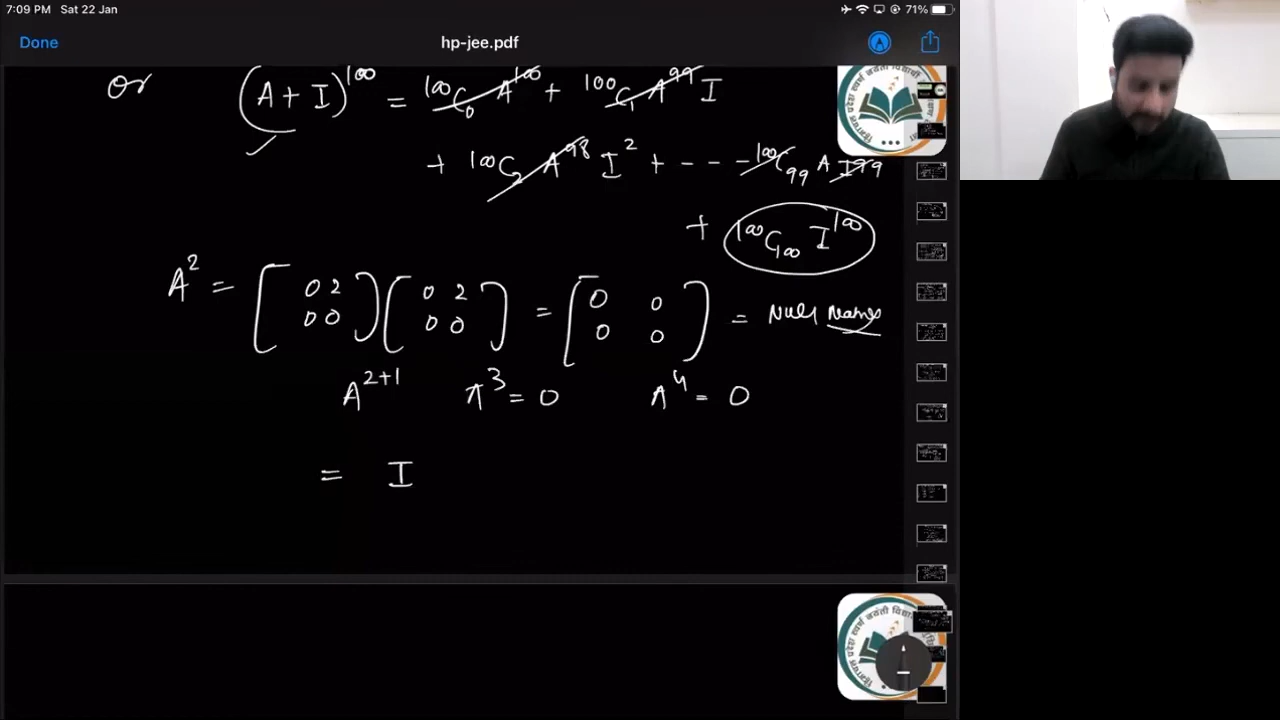 7:09 PM Sat 22 Jan 71%
Done hp-jee.pdf
or (A + I)^100 = 100C0 A^100 + 100C1 A^99 I
+ 100C2 A^98 I^2 + - - - 100C99 A I^99
+ 100C100 I^100
A^2 = [0 2 0 0] [0 2 0 0] = [0 0 0 0] = Null
A^2+1 A^3 = 0 A^4 = 0
= I